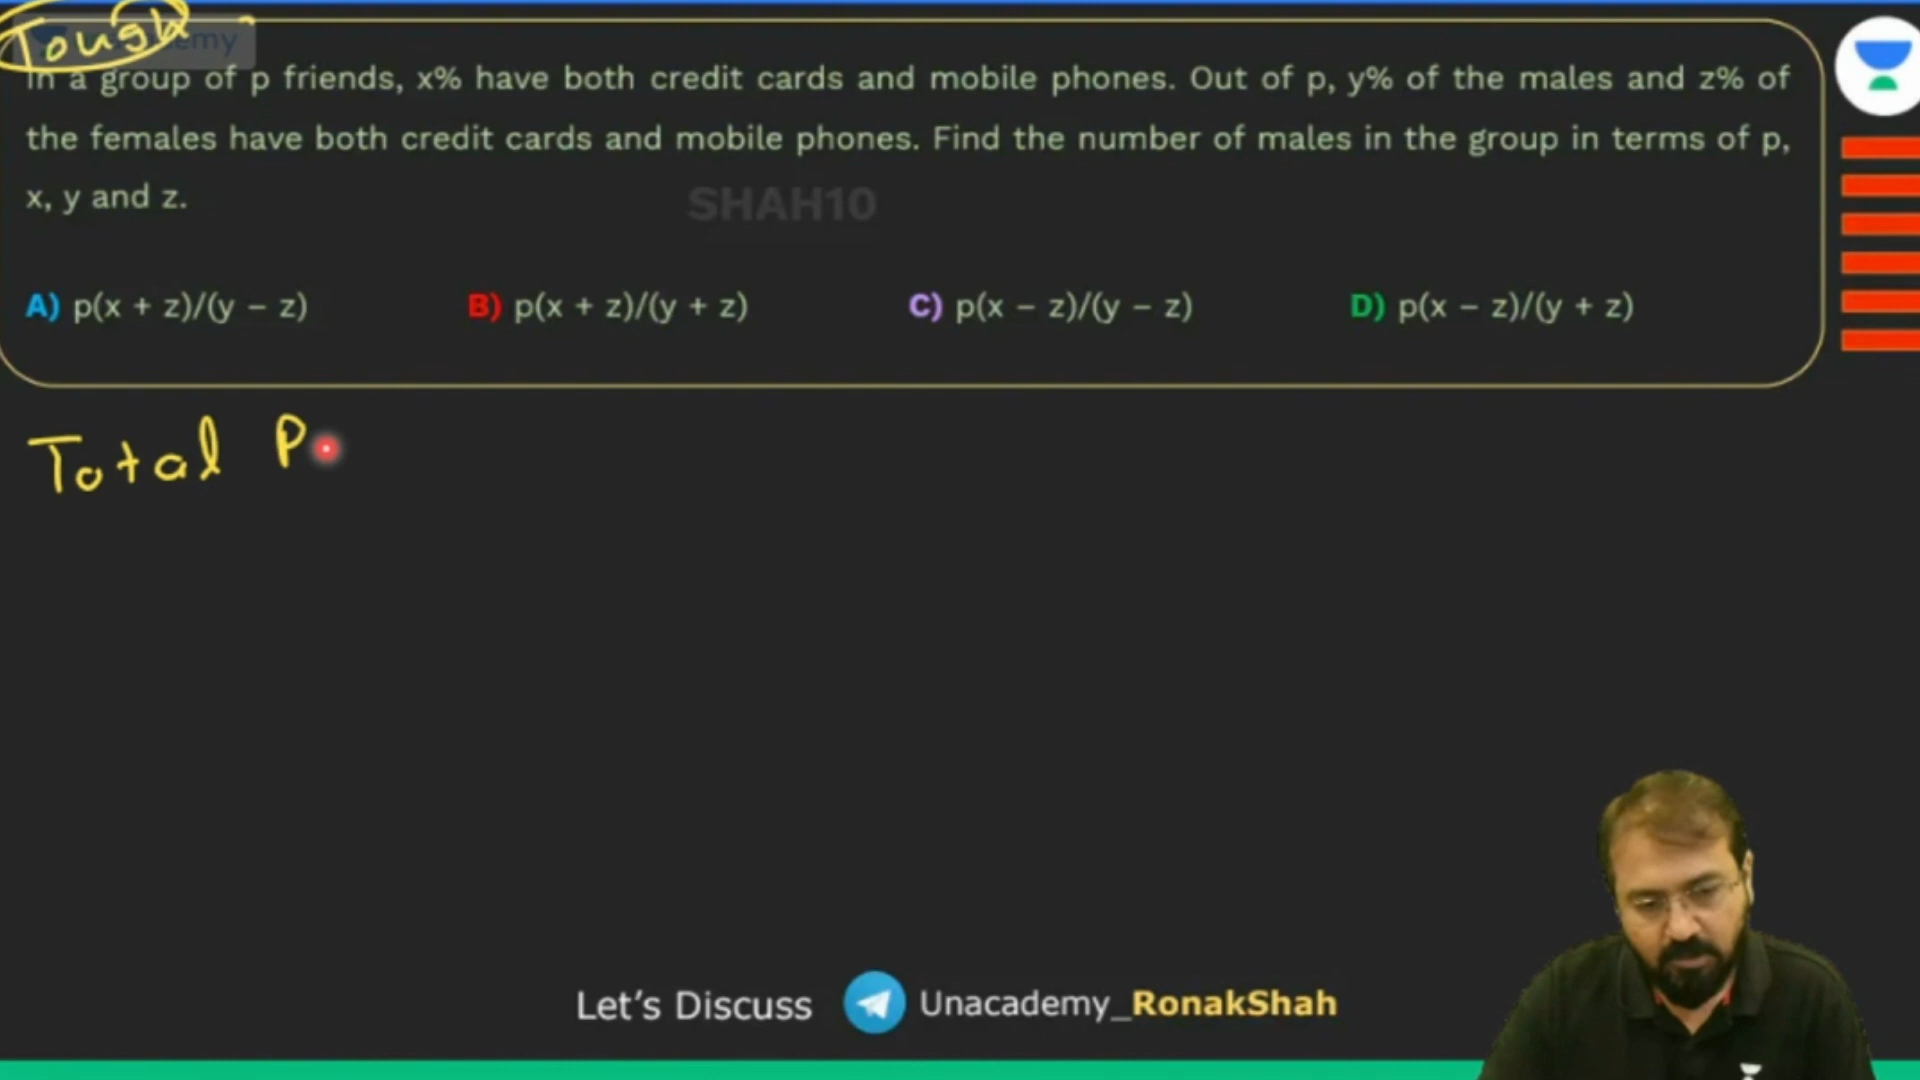 Tough
emy
In a group of p friends, x% have both credit cards and mobile phones. Out of p, y% of the males and z% of
the females have both credit cards and mobile phones. Find the number of males in the group in terms of p,
x, y and z.
SHAH10
A) p(x + z)/(y – z) B) p(x + z)/(y + z) C) p(x – z)/(y – z) D) p(x – z)/(y + z)
Total P
Let's Discuss Unacademy_RonakShah